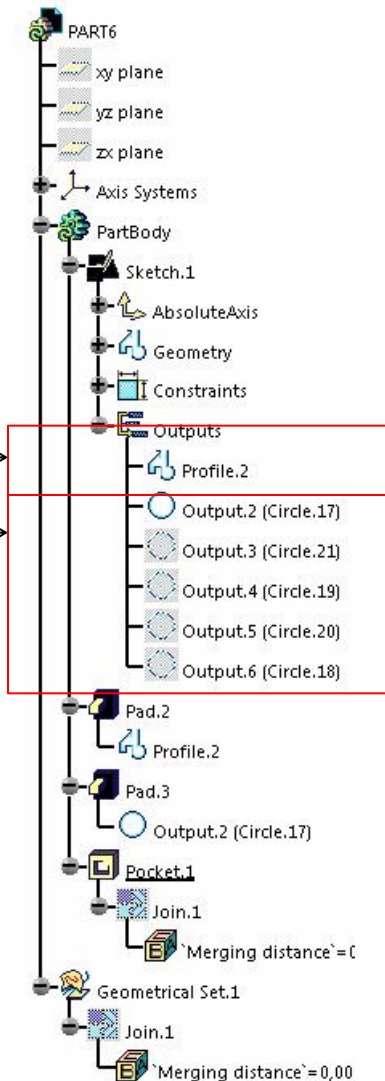 PART6
xy plane
yz plane
zx plane
Axis Systems
PartBody
Sketch.1
AbsoluteAxis
Geometry
Constraints
Outputs
Profile.2
Output.2 (Circle.17)
Output.3 (Circle.21)
Output.4 (Circle.19)
Output.5 (Circle.20)
Output.6 (Circle.18)
Pad.2
Profile.2
Pad.3
Output.2 (Circle.17)
Pocket.1
Join.1
`Merging distance`=0
Geometrical Set.1
Join.1
`Merging distance`=0,00